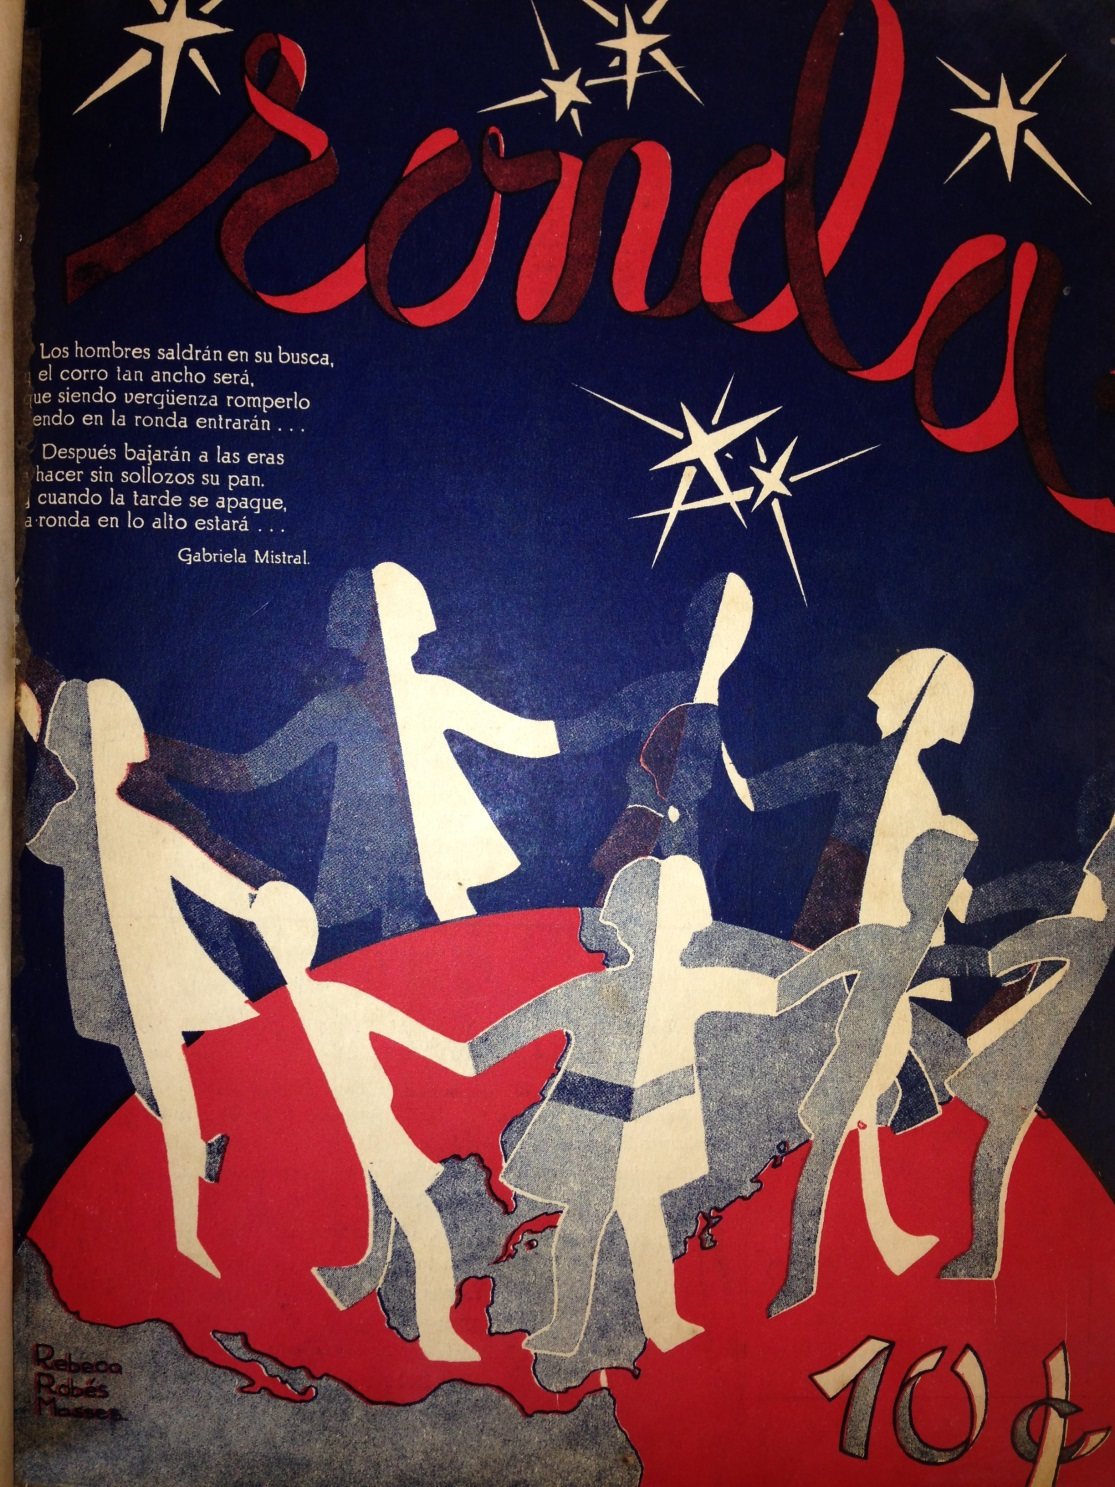 ronda
Los hombres saldrán en su busca,
el corro tan ancho será,
que siendo vergüenza romperlo
endo en la ronda entrarán . . .
Después bajarán a las eras
hacer sin sollozos su pan.
y cuando la tarde se apague,
la ronda en lo alto estará . . .
Gabriela Mistral.
Rebeca
Robés
Masses
10 ¢